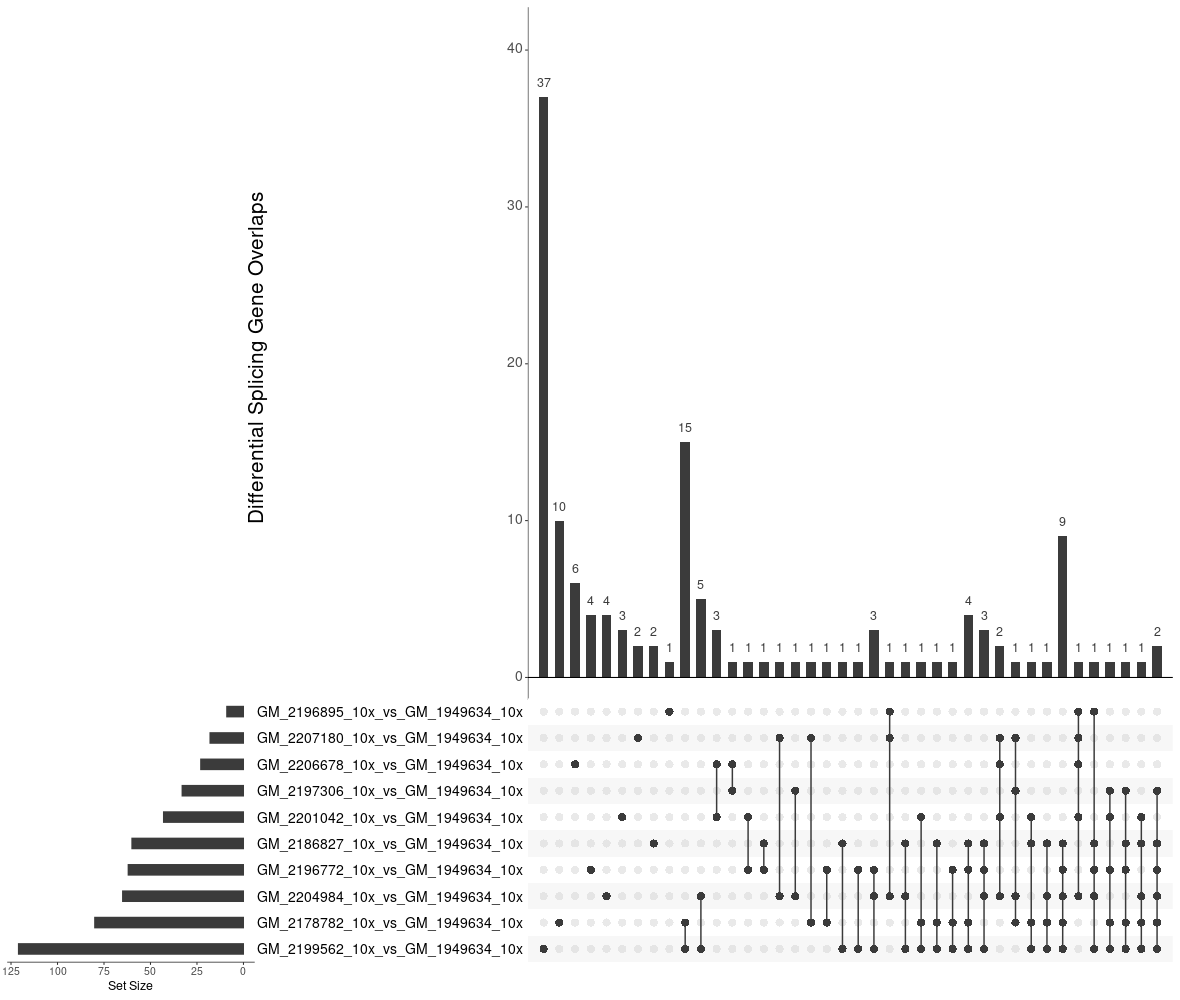 Differential Splicing Gene Overlaps
40
30
20
10
0
37 10 6 4 4 3 2 2 1 15 5 3 1 1 1 1 1 1 1 1 1 3 1 1 1 1 1 4 3 2 1 1 1 9 1 1 1 1 1 2
GM_2196895_10x_vs_GM_1949634_10x
GM_2207180_10x_vs_GM_1949634_10x
GM_2206678_10x_vs_GM_1949634_10x
GM_2197306_10x_vs_GM_1949634_10x
GM_2201042_10x_vs_GM_1949634_10x
GM_2186827_10x_vs_GM_1949634_10x
GM_2196772_10x_vs_GM_1949634_10x
GM_2204984_10x_vs_GM_1949634_10x
GM_2178782_10x_vs_GM_1949634_10x
GM_2199562_10x_vs_GM_1949634_10x
125 100 75 50 25 0
Set Size